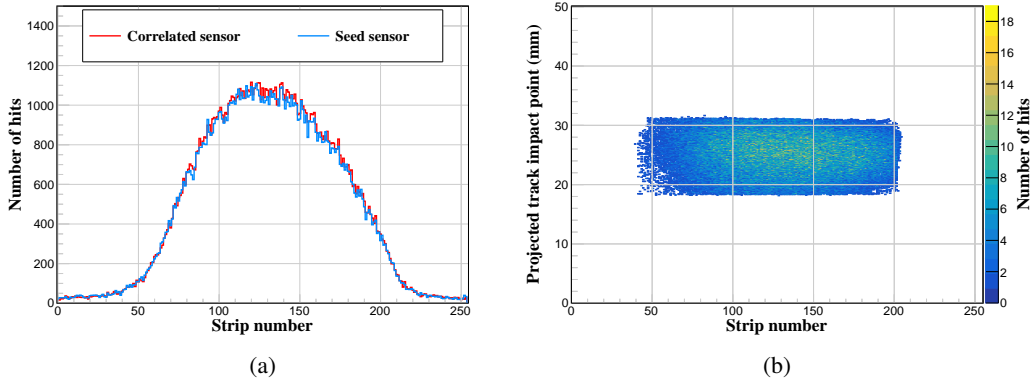 Correlated sensor
Seed sensor
Number of hits
1400
1200
1000
800
600
400
200
0
0 50 100 150 200 250
Strip number
(a)
Projected track impact point (mm)
50
40
30
20
10
0
0 50 100 150 200 250
Strip number
18
16
14
12
10
8
6
4
2
0
Number of hits
(b)